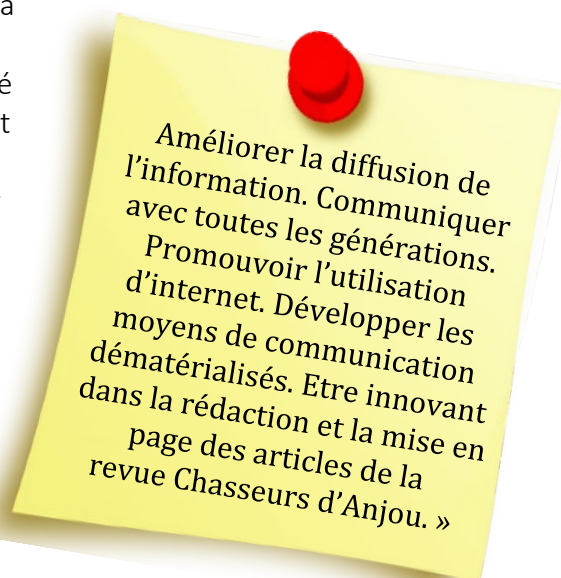 a
é
t
Améliorer la diffusion de
l’information. Communiquer
avec toutes les générations.
Promouvoir l’utilisation
d’internet. Développer les
moyens de communication
dématérialisés. Etre innovant
dans la rédaction et la mise en
page des articles de la
revue Chasseurs d’Anjou. »